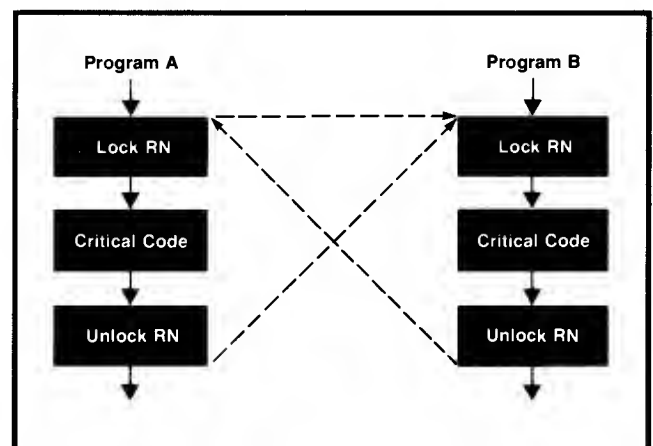 Program A
Program B
Lock RN
Lock RN
Critical Code
Critical Code
Unlock RN
Unlock RN